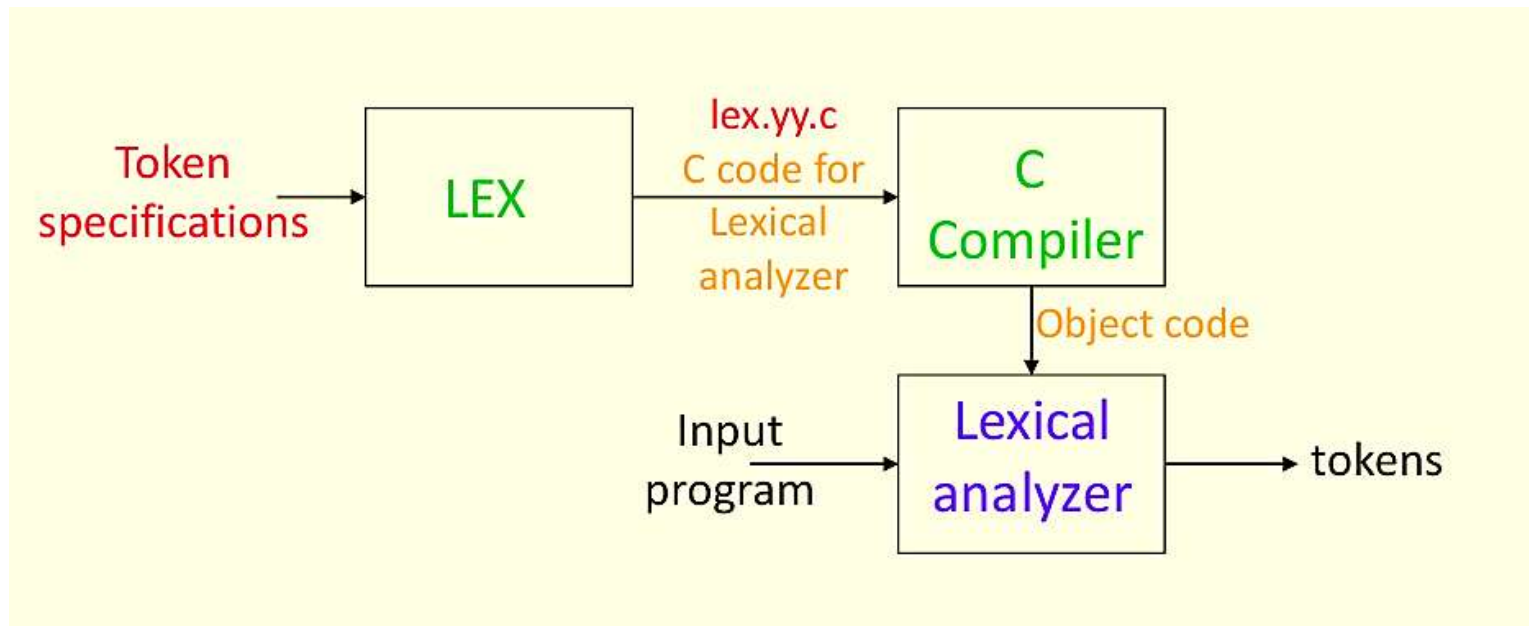 Token
specifications
LEX
lex.yy.c
C code for
Lexical
analyzer
C
Compiler
Object code
Input
program
Lexical
analyzer
tokens